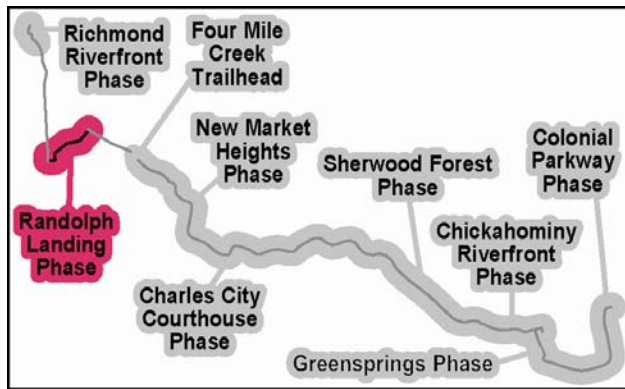 Richmond
Riverfront
Phase
Four Mile
Creek
Trailhead
New Market
Heights
Phase
Sherwood Forest
Phase
Colonial
Parkway
Phase
Randolph
Landing
Phase
Chickahominy
Riverfront
Phase
Charles City
Courthouse
Phase
Greensprings Phase